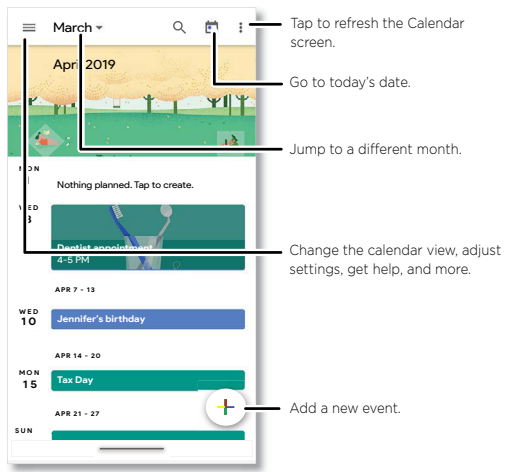 March
April 2019
MON
1
Nothing planned. Tap to create.
WED
3
Dentist appointment
4-5 PM
APR 7 - 13
WED
10
Jennifer's birthday
APR 14 - 20
MON
15
Tax Day
APR 21 - 27
SUN
Tap to refresh the Calendar
screen.
Go to today's date.
Jump to a different month.
Change the calendar view, adjust
settings, get help, and more.
Add a new event.